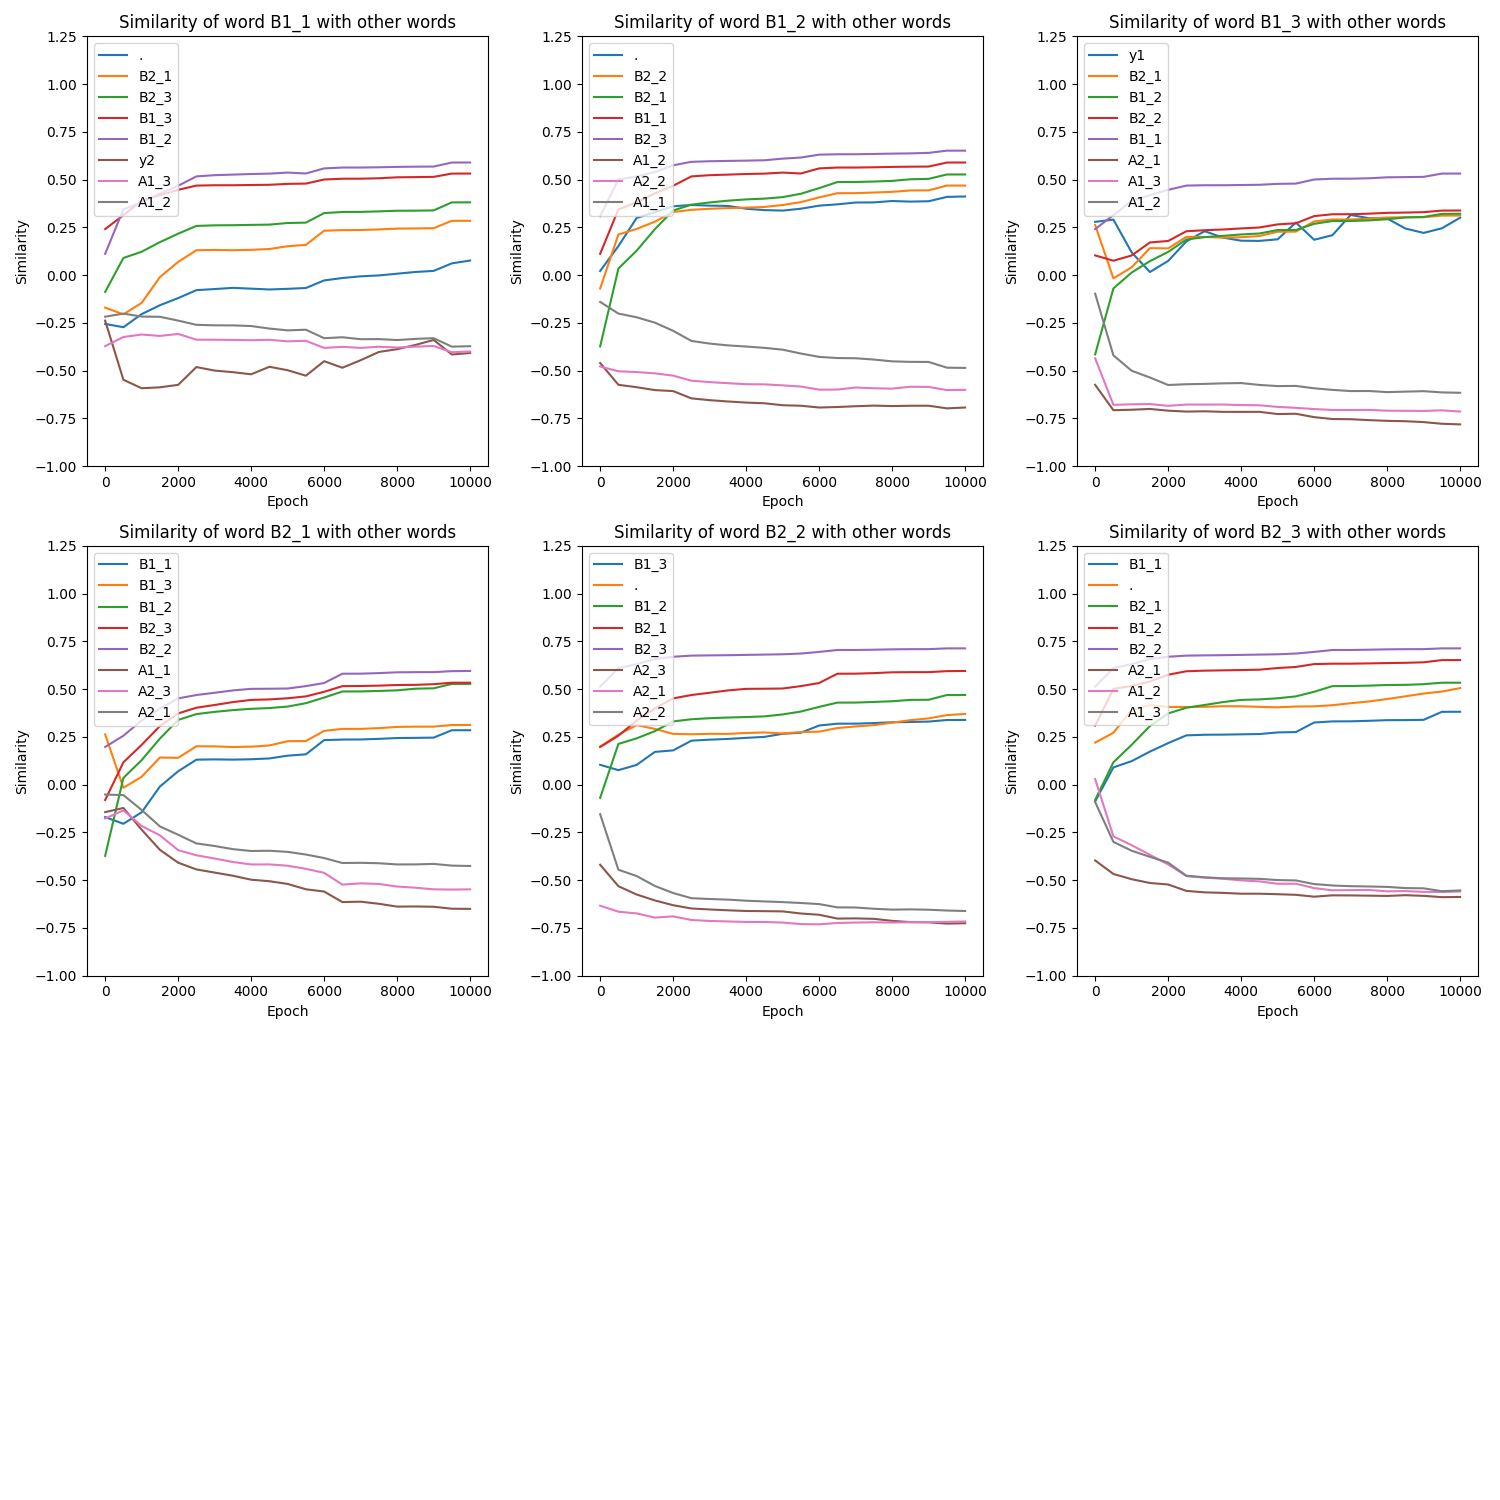 Similarity of word B1_1 with other words
1.25
1.00
0.75
0.50
0.25
0.00
−0.25
−0.50
−0.75
−1.00
Similarity
.
B2_1
B2_3
B1_3
B1_2
y2
A1_3
A1_2
0 2000 4000 6000 8000 10000
Epoch
Similarity of word B1_2 with other words
1.25
1.00
0.75
0.50
0.25
0.00
−0.25
−0.50
−0.75
−1.00
Similarity
.
B2_2
B2_1
B1_1
B2_3
A1_2
A2_2
A1_1
0 2000 4000 6000 8000 10000
Epoch
Similarity of word B1_3 with other words
1.25
1.00
0.75
0.50
0.25
0.00
−0.25
−0.50
−0.75
−1.00
Similarity
y1
B2_1
B1_2
B2_2
B1_1
A2_1
A1_3
A1_2
0 2000 4000 6000 8000 10000
Epoch
Similarity of word B2_1 with other words
1.25
1.00
0.75
0.50
0.25
0.00
−0.25
−0.50
−0.75
−1.00
Similarity
B1_1
B1_3
B1_2
B2_3
B2_2
A1_1
A2_3
A2_1
0 2000 4000 6000 8000 10000
Epoch
Similarity of word B2_2 with other words
1.25
1.00
0.75
0.50
0.25
0.00
−0.25
−0.50
−0.75
−1.00
Similarity
B1_3
.
B1_2
B2_1
B2_3
A2_3
A2_1
A2_2
0 2000 4000 6000 8000 10000
Epoch
Similarity of word B2_3 with other words
1.25
1.00
0.75
0.50
0.25
0.00
−0.25
−0.50
−0.75
−1.00
Similarity
B1_1
.
B2_1
B1_2
B2_2
A2_1
A1_2
A1_3
0 2000 4000 6000 8000 10000
Epoch